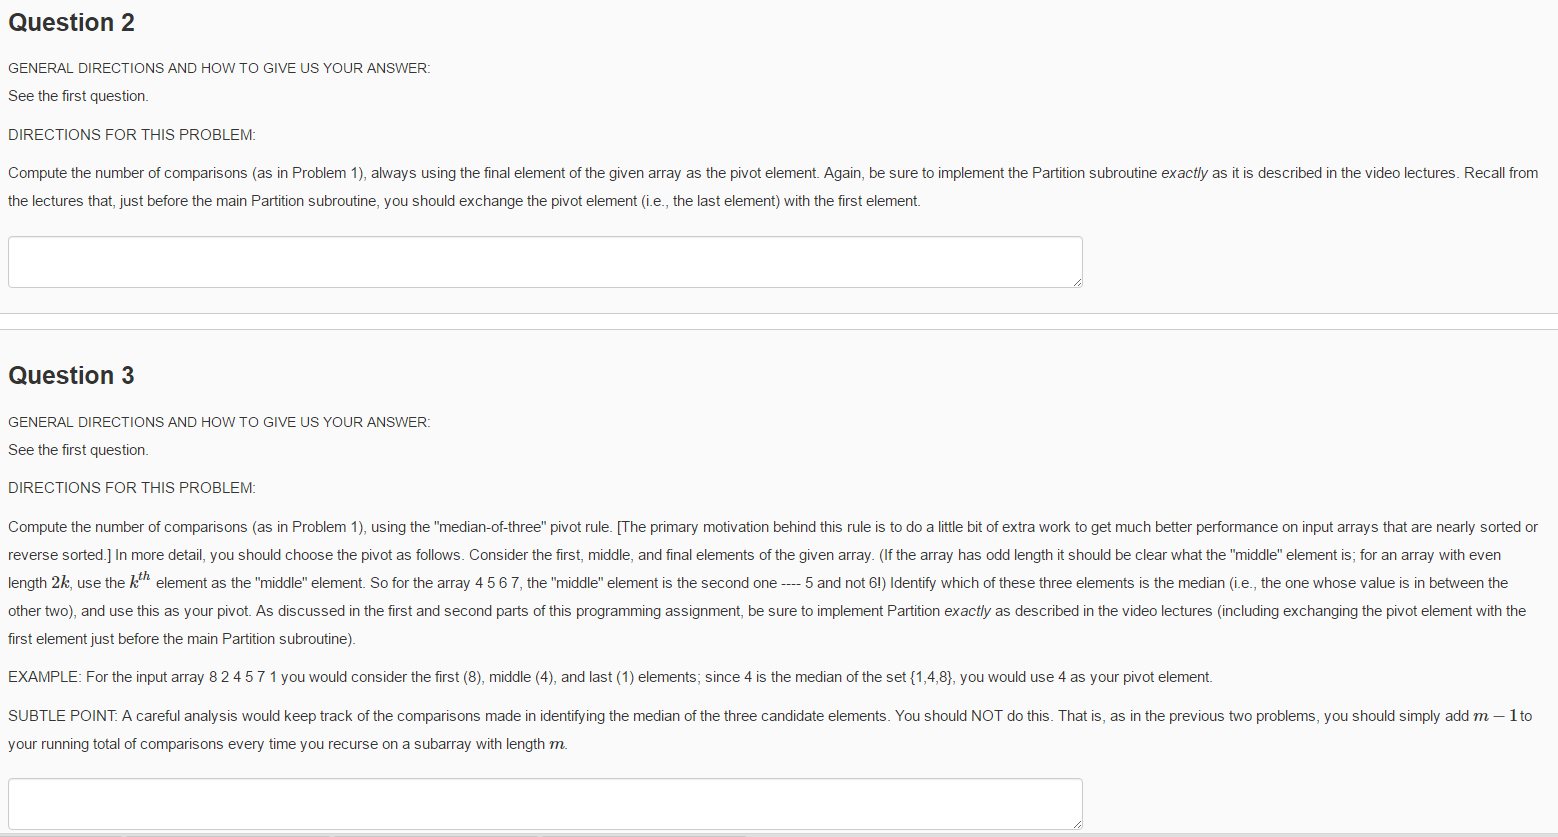 Question 2
GENERAL DIRECTIONS AND HOW TO GIVE US YOUR ANSWER:
See the first question.
DIRECTIONS FOR THIS PROBLEM:
Compute the number of comparisons (as in Problem 1), always using the final element of the given array as the pivot element. Again, be sure to implement the Partition subroutine exactly as it is described in the video lectures. Recall from
the lectures that, just before the main Partition subroutine, you should exchange the pivot element (i.e., the last element) with the first element.
Question 3
GENERAL DIRECTIONS AND HOW TO GIVE US YOUR ANSWER:
See the first question.
DIRECTIONS FOR THIS PROBLEM:
Compute the number of comparisons (as in Problem 1), using the "median-of-three" pivot rule. [The primary motivation behind this rule is to do a little bit of extra work to get much better performance on input arrays that are nearly sorted or
reverse sorted.] In more detail, you should choose the pivot as follows. Consider the first, middle, and final elements of the given array. (If the array has odd length it should be clear what the "middle" element is; for an array with even
length 2k, use the k^th element as the "middle" element. So for the array 4 5 6 7, the "middle" element is the second one ---- 5 and not 6!) Identify which of these three elements is the median (i.e., the one whose value is in between the
other two), and use this as your pivot. As discussed in the first and second parts of this programming assignment, be sure to implement Partition exactly as described in the video lectures (including exchanging the pivot element with the
first element just before the main Partition subroutine).
EXAMPLE: For the input array 8 2 4 5 7 1 you would consider the first (8), middle (4), and last (1) elements; since 4 is the median of the set {1,4,8}, you would use 4 as your pivot element.
SUBTLE POINT: A careful analysis would keep track of the comparisons made in identifying the median of the three candidate elements. You should NOT do this. That is, as in the previous two problems, you should simply add m − 1 to
your running total of comparisons every time you recurse on a subarray with length m.